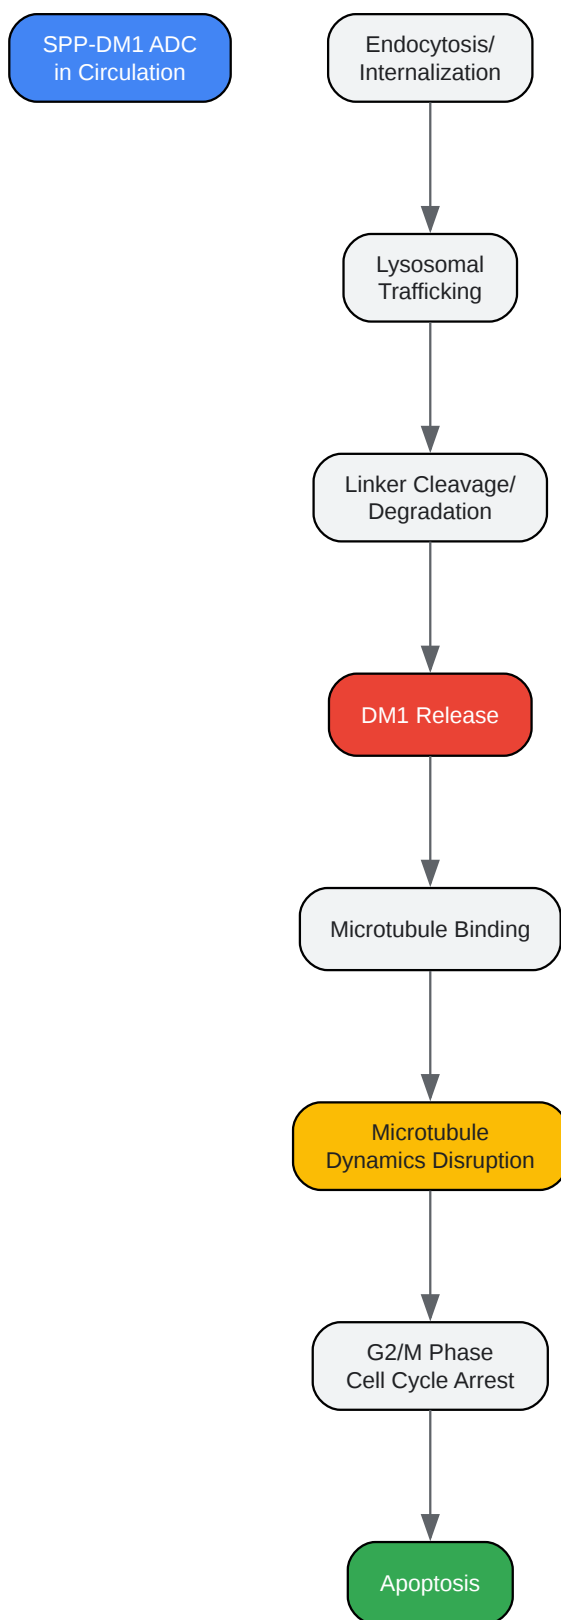 SPP-DM1 ADC
in Circulation
Endocytosis/
Internalization
Lysosomal
Trafficking
Linker Cleavage/
Degradation
DM1 Release
Microtubule Binding
Microtubule
Dynamics Disruption
G2/M Phase
Cell Cycle Arrest
Apoptosis